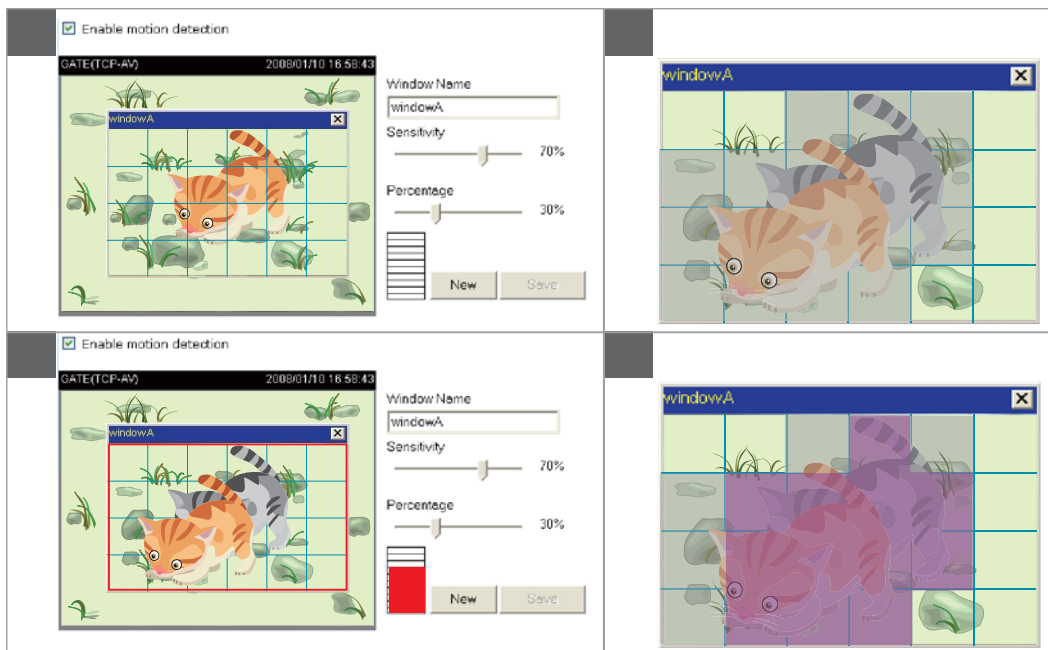 Enable motion detection
GATE(TCP-AV) 2008/01/10 16:58:43
windowA
Window Name
windowA
Sensitivity
70%
Percentage
30%
New Save
windowA
Enable motion detection
GATE(TCP-AV) 2008/01/10 16:58:43
windowA
Window Name
windowA
Sensitivity
70%
Percentage
30%
New Save
windowA